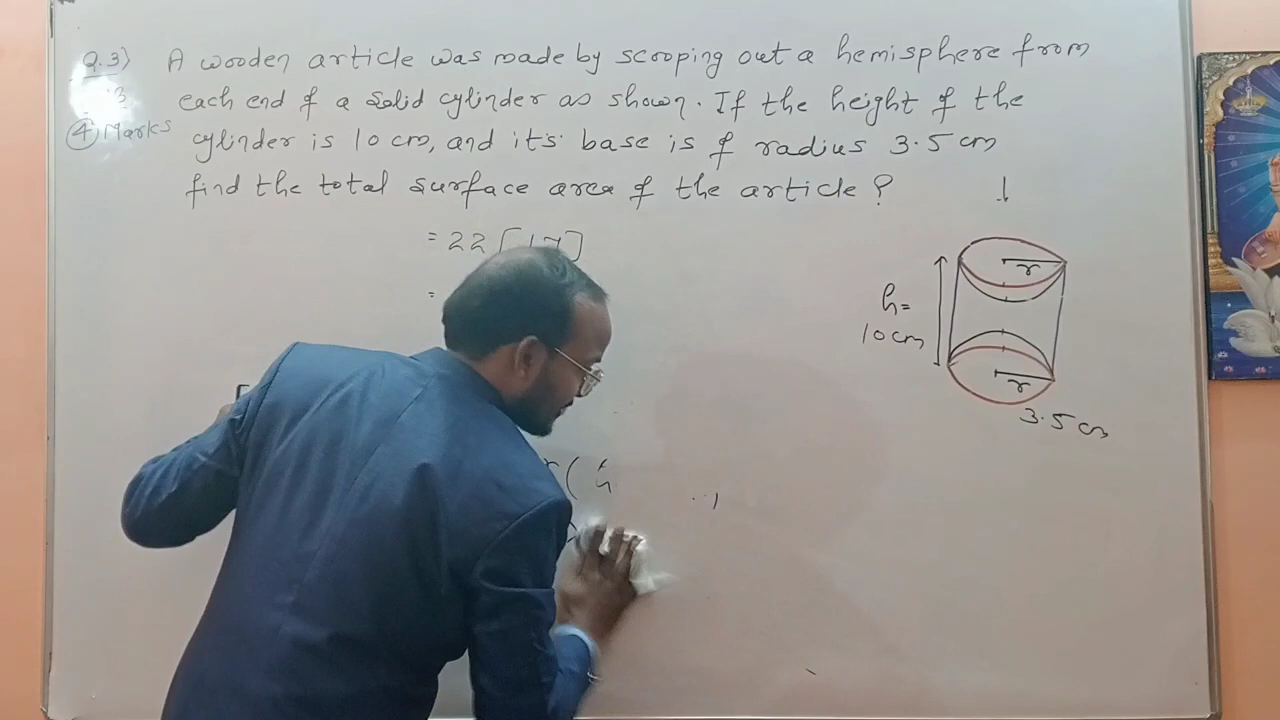 Q.3) A wooden article was made by scooping out a hemisphere from
3 each end of a solid cylinder as shown. If the height of the
④ Marks cylinder is 10 cm, and it's base is of radius 3.5 cm
find the total surface area of the article ?
= 22 [17]
=
r
h=
10 cm
r
3.5 cm